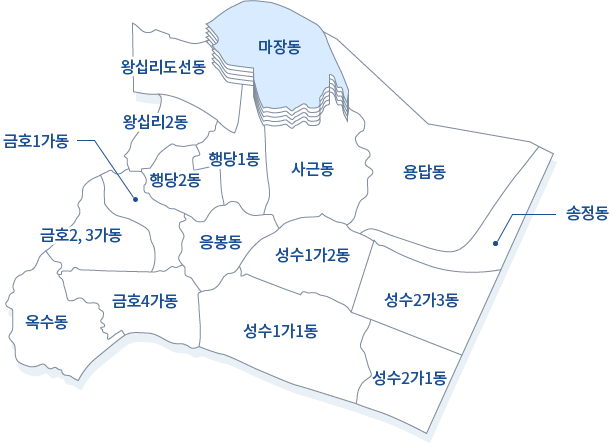 마장동
왕십리도선동
왕십리2동
금호1가동
행당1동
사근동
용답동
행당2동
송정동
금호2, 3가동
응봉동
성수1가2동
금호4가동
성수2가3동
옥수동
성수1가1동
성수2가1동